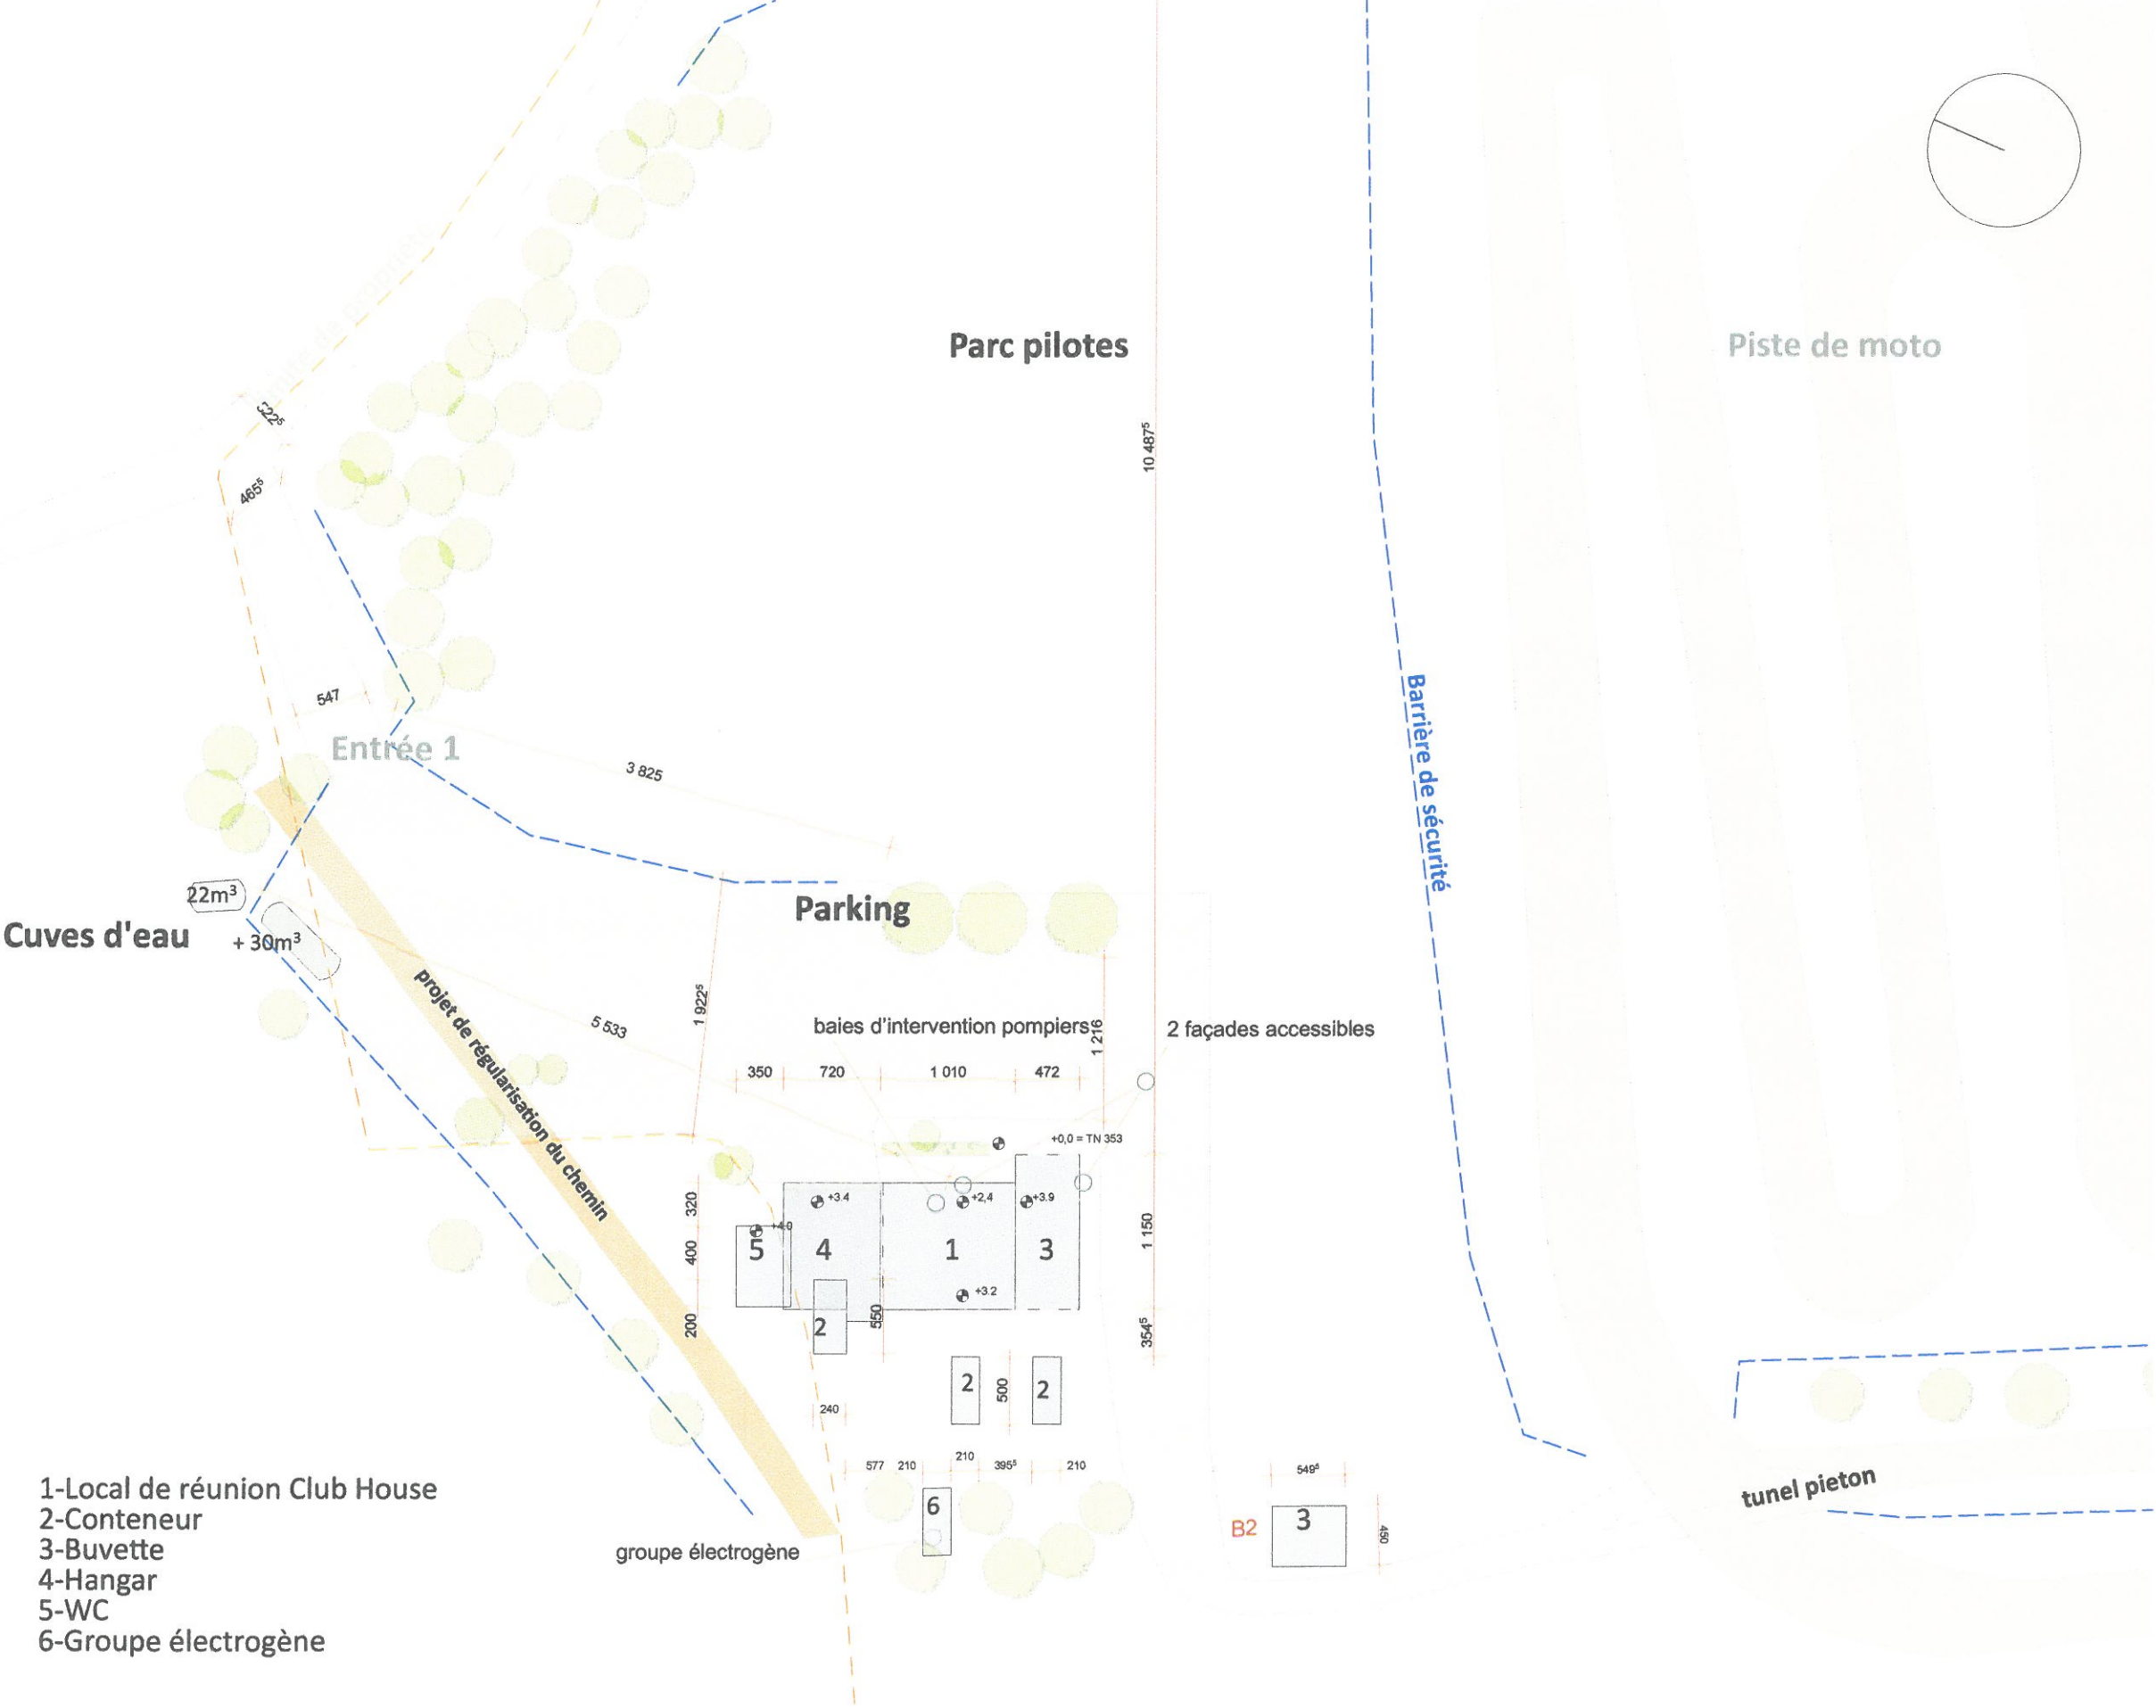 Parc pilotes
Piste de moto
limite de propriété
522⁵
465⁵
10 487⁵
547
Entrée 1
3 825
Barrière de sécurité
22m³
Parking
Cuves d'eau
+ 30m³
projet de régularisation du chemin
5 533
1 922⁵
baies d'intervention pompiers
1 216
2 façades accessibles
350
720
1 010
472
+0,0 = TN 353
+3.4
+2,4
+3.9
+4.0
320
400
200
5
4
1
3
1 150
+3.2
2
550
354⁵
2
500
2
240
577
210
210
395⁵
210
549⁵
6
B2
3
450
tunel pieton
groupe électrogène
1-Local de réunion Club House
2-Conteneur
3-Buvette
4-Hangar
5-WC
6-Groupe électrogène